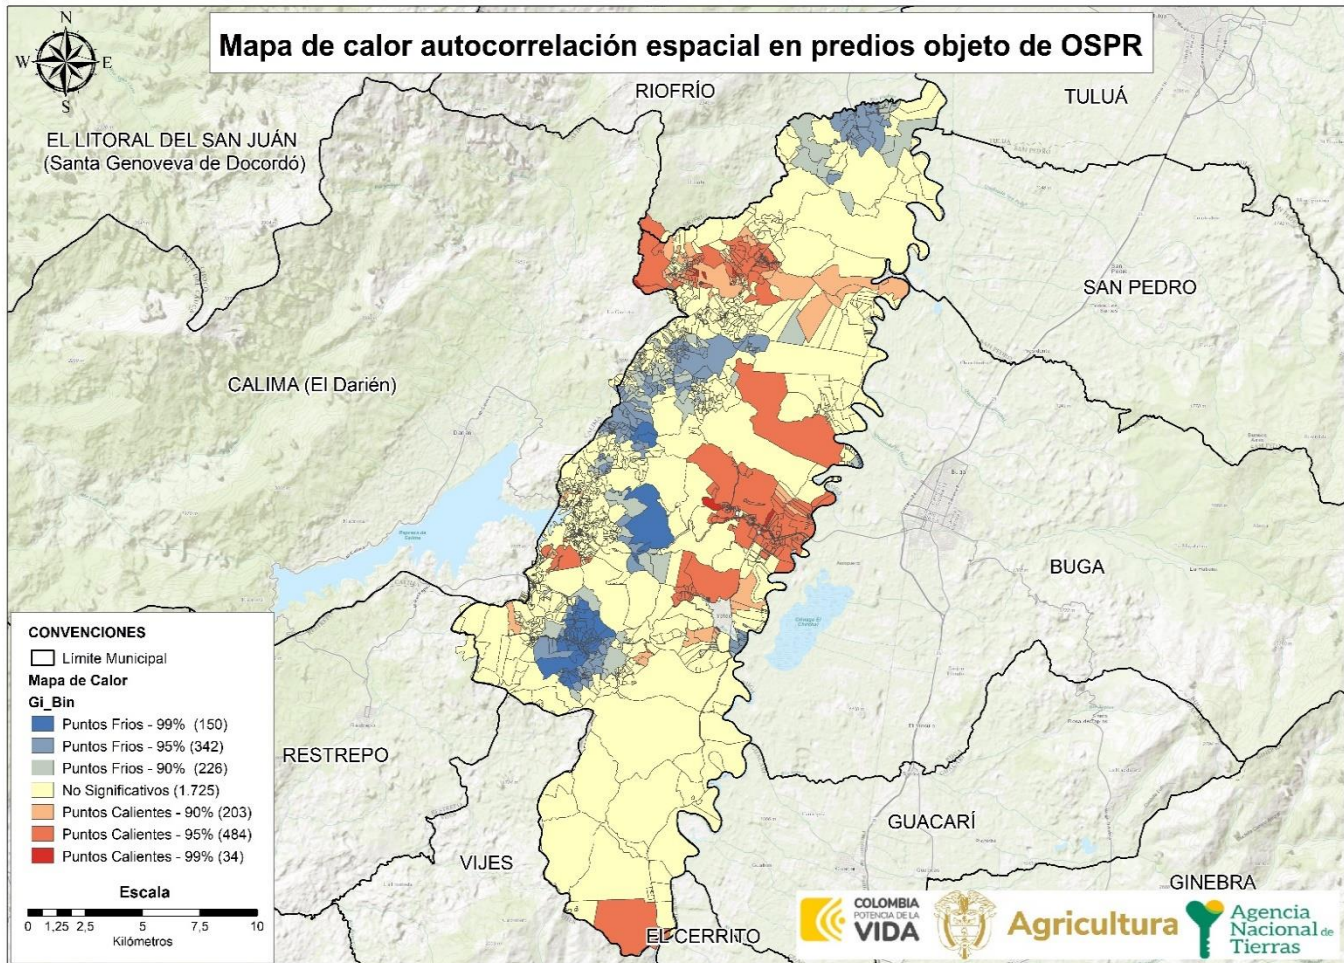 Mapa de calor autocorrelación espacial en predios objeto de OSPR
N
W
E
S
RIOFRÍO
TULUÁ
EL LITORAL DEL SAN JUÁN
(Santa Genoveva de Docordó)
SAN PEDRO
CALIMA (El Darién)
BUGA
RESTREPO
GUACARÍ
VIJES
GINEBRA
EL CERRITO
CONVENCIONES
Límite Municipal
Mapa de Calor
Gi_Bin
Puntos Frios - 99% (150)
Puntos Frios - 95% (342)
Puntos Frios - 90% (226)
No Significativos (1.725)
Puntos Calientes - 90% (203)
Puntos Calientes - 95% (484)
Puntos Calientes - 99% (34)
Escala
0 1,25 2,5 5 7,5 10
Kilómetros
COLOMBIA
POTENCIA DE LA
VIDA
Agricultura
Agencia
Nacional de
Tierras